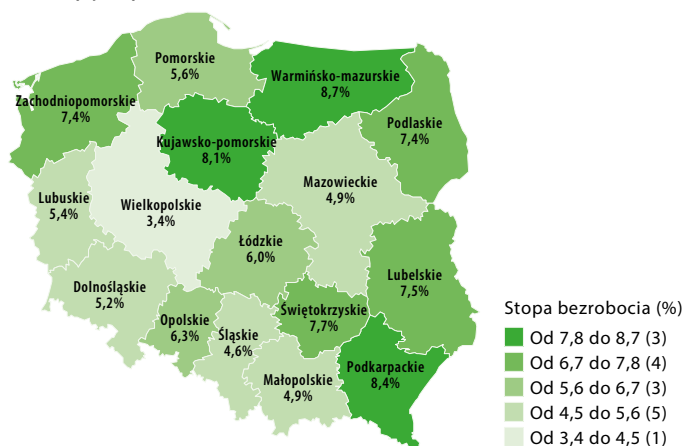 Pomorskie
5,6%
Warmińsko-mazurskie
8,7%
Zachodniopomorskie
7,4%
Podlaskie
7,4%
Kujawsko-pomorskie
8,1%
Mazowieckie
4,9%
Lubuskie
5,4%
Wielkopolskie
3,4%
Łódzkie
6,0%
Lubelskie
7,5%
Dolnośląskie
5,2%
Opolskie
6,3%
Śląskie
4,6%
Świętokrzyskie
7,7%
Małopolskie
4,9%
Podkarpackie
8,4%
Stopa bezrobocia (%)
Od 7,8 do 8,7 (3)
Od 6,7 do 7,8 (4)
Od 5,6 do 6,7 (3)
Od 4,5 do 5,6 (5)
Od 3,4 do 4,5 (1)